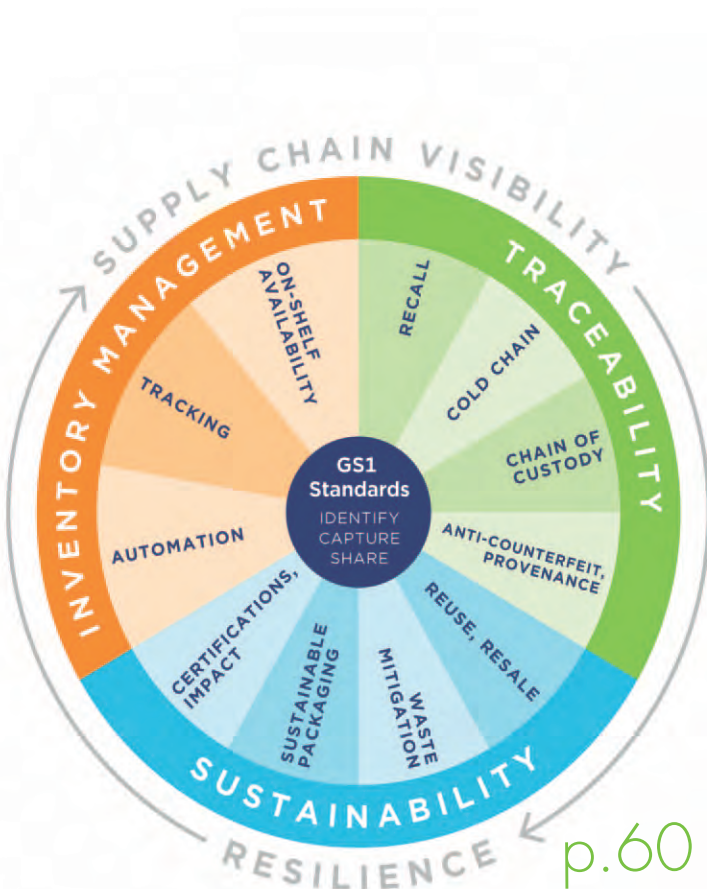 SUPPLY CHAIN VISIBILITY
INVENTORY MANAGEMENT
TRACEABILITY
ON-SHELF
AVAILABILITY
RECALL
TRACKING
COLD CHAIN
CHAIN OF
CUSTODY
GS1
Standards
IDENTIFY
CAPTURE
SHARE
AUTOMATION
ANTI-COUNTERFEIT,
PROVENANCE
CERTIFICATIONS,
IMPACT
SUSTAINABLE
PACKAGING
WASTE
MITIGATION
REUSE, RESALE
SUSTAINABILITY
RESILIENCE
p.60